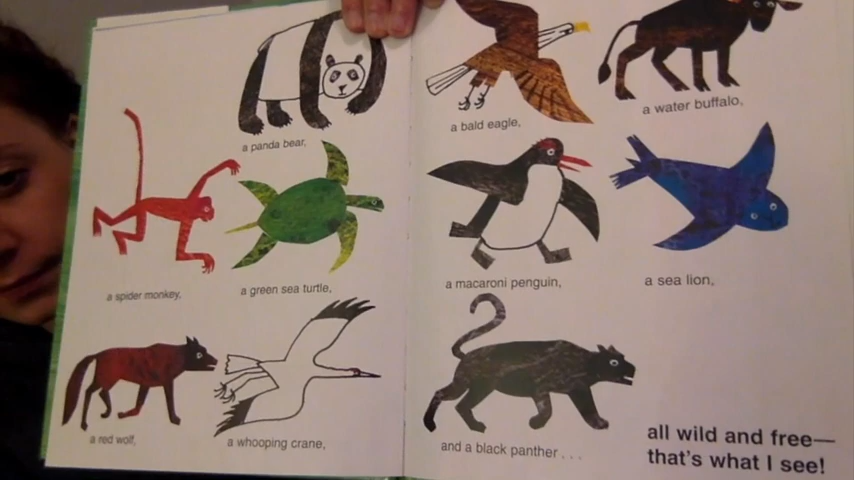 a panda bear,
a bald eagle,
a water buffalo,
a spider monkey,
a green sea turtle,
a macaroni penguin,
a sea lion,
a red wolf,
a whooping crane,
and a black panther . . .
all wild and free—
that's what I see!